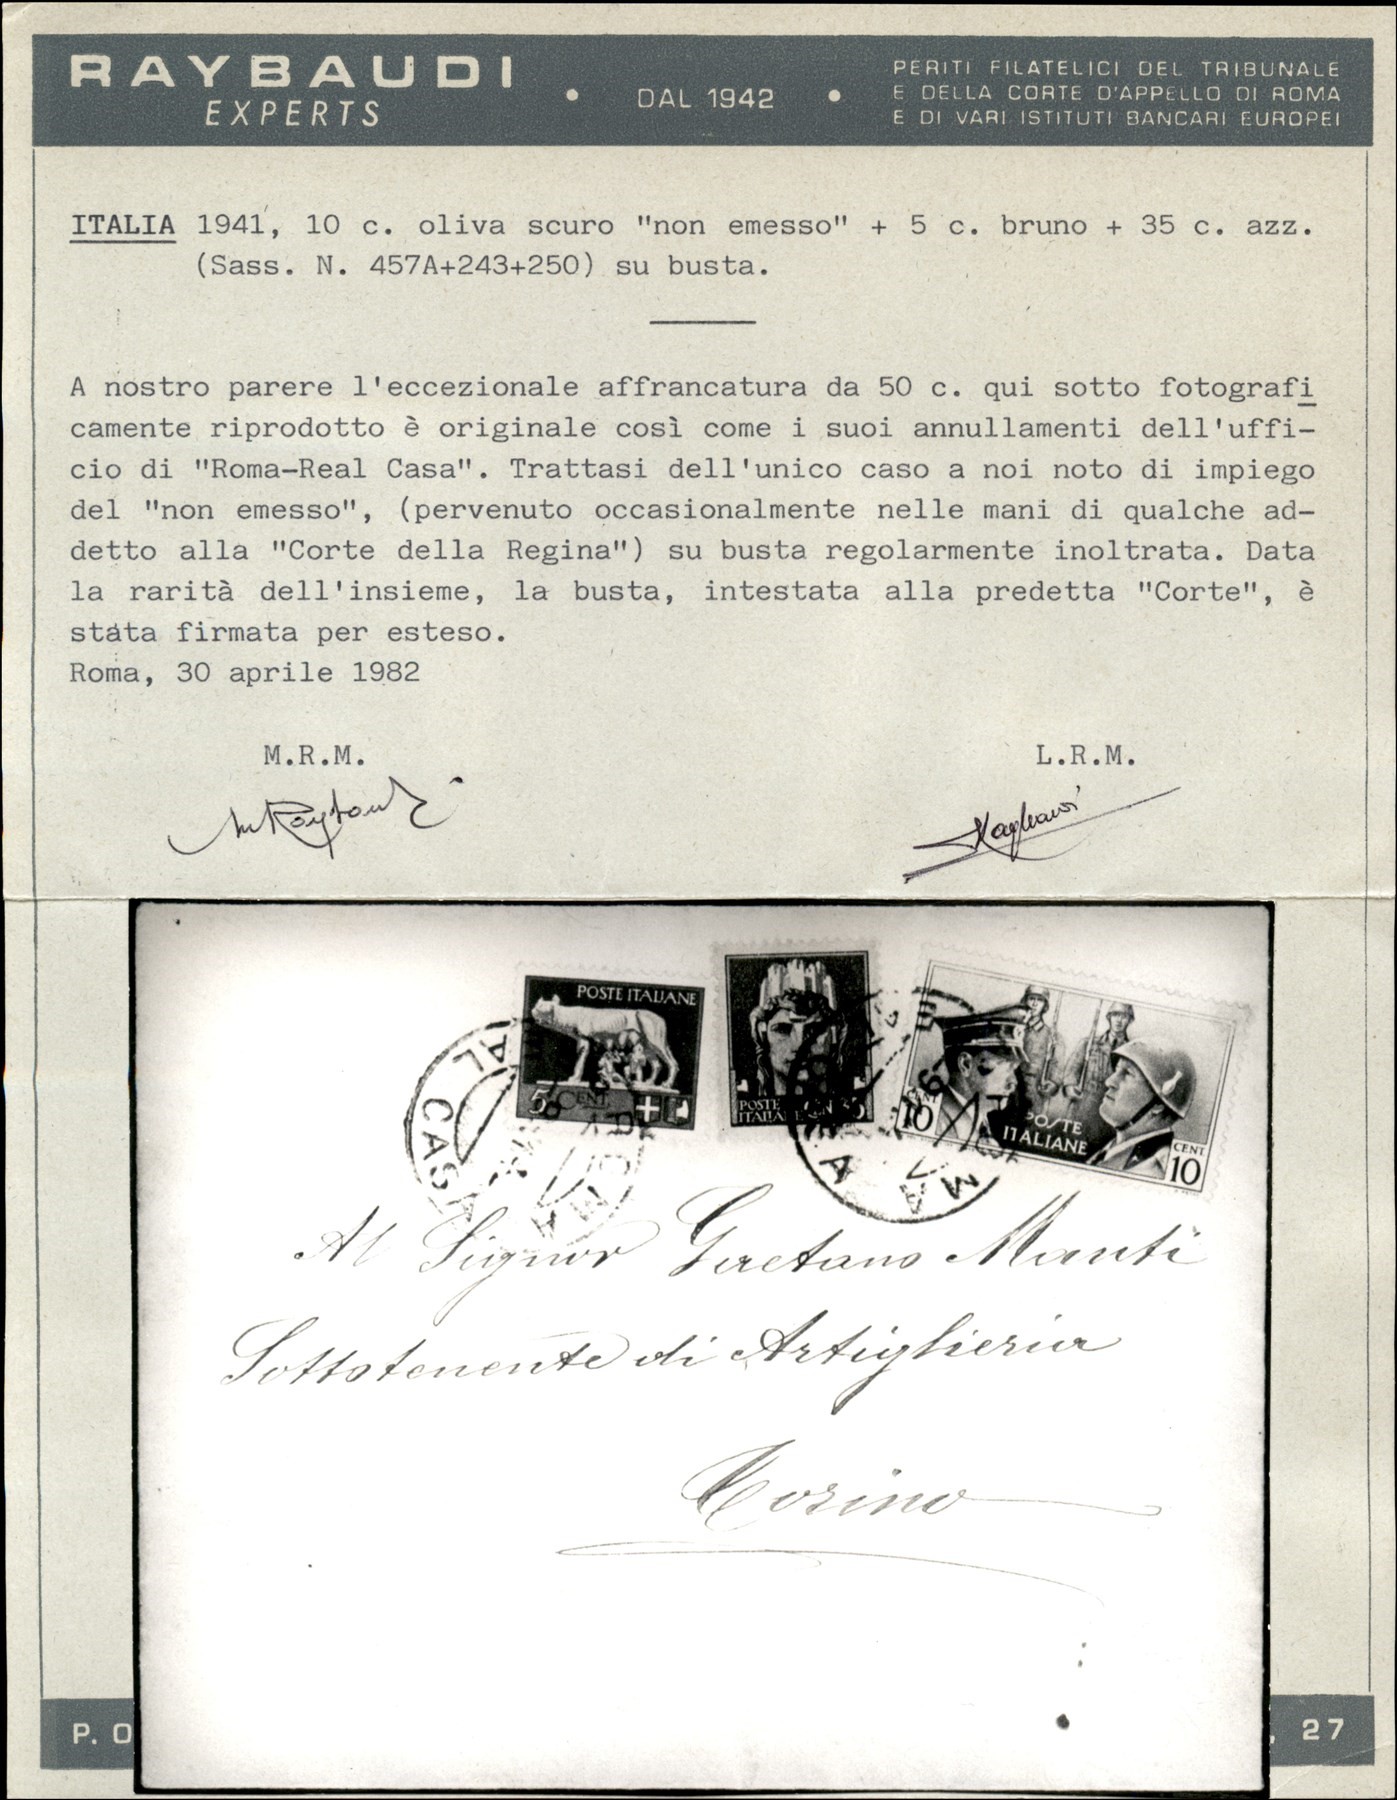 RAYBAUDI
EXPERTS
• DAL 1942 •
PERITI FILATELICI DEL TRIBUNALE
E DELLA CORTE D'APPELLO DI ROMA
E DI VARI ISTITUTI BANCARI EUROPEI
ITALIA 1941, 10 c. oliva scuro "non emesso" + 5 c. bruno + 35 c. azz.
(Sass. N. 457A+243+250) su busta.
A nostro parere l'eccezionale affrancatura da 50 c. qui sotto fotografi
camente riprodotto è originale così come i suoi annullamenti dell'uffi-
cio di "Roma-Real Casa". Trattasi dell'unico caso a noi noto di impiego
del "non emesso", (pervenuto occasionalmente nelle mani di qualche ad-
detto alla "Corte della Regina") su busta regolarmente inoltrata. Data
la rarità dell'insieme, la busta, intestata alla predetta "Corte", è
stata firmata per esteso.
Roma, 30 aprile 1982
M.R.M.
L.R.M.
POSTE ITALIANE
5 CENT
POSTE
ITALIANE
CENT
10
POSTE
ITALIANE
CENT
10
CASA
Al Signor Gaetano Manti
Sottotenente di Artiglieria
Torino
P. O
, 27